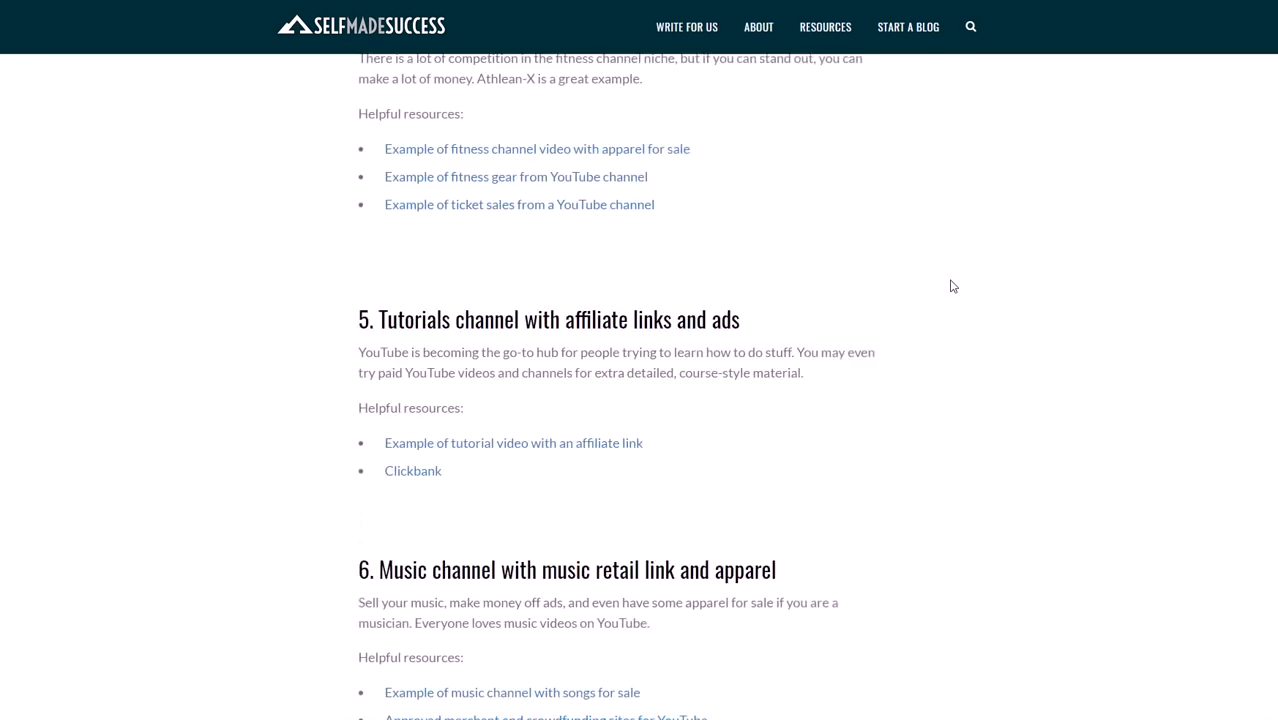 SELFMADESUCCESS
WRITE FOR US
ABOUT
RESOURCES
START A BLOG
There is a lot of competition in the fitness channel niche, but if you can stand out, you can
make a lot of money. Athlean-X is a great example.
Helpful resources:
• Example of fitness channel video with apparel for sale
• Example of fitness gear from YouTube channel
• Example of ticket sales from a YouTube channel
5. Tutorials channel with affiliate links and ads
YouTube is becoming the go-to hub for people trying to learn how to do stuff. You may even
try paid YouTube videos and channels for extra detailed, course-style material.
Helpful resources:
• Example of tutorial video with an affiliate link
• Clickbank
6. Music channel with music retail link and apparel
Sell your music, make money off ads, and even have some apparel for sale if you are a
musician. Everyone loves music videos on YouTube.
Helpful resources:
• Example of music channel with songs for sale
Approved merchant and crowdfunding sites for YouTube